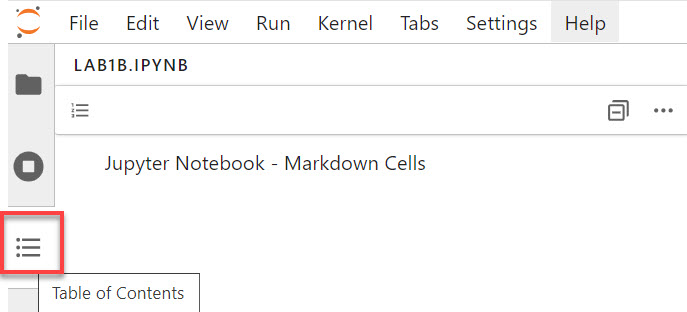 File Edit View Run Kernel Tabs Settings Help
LAB1B.IPYNB
Jupyter Notebook - Markdown Cells
Table of Contents